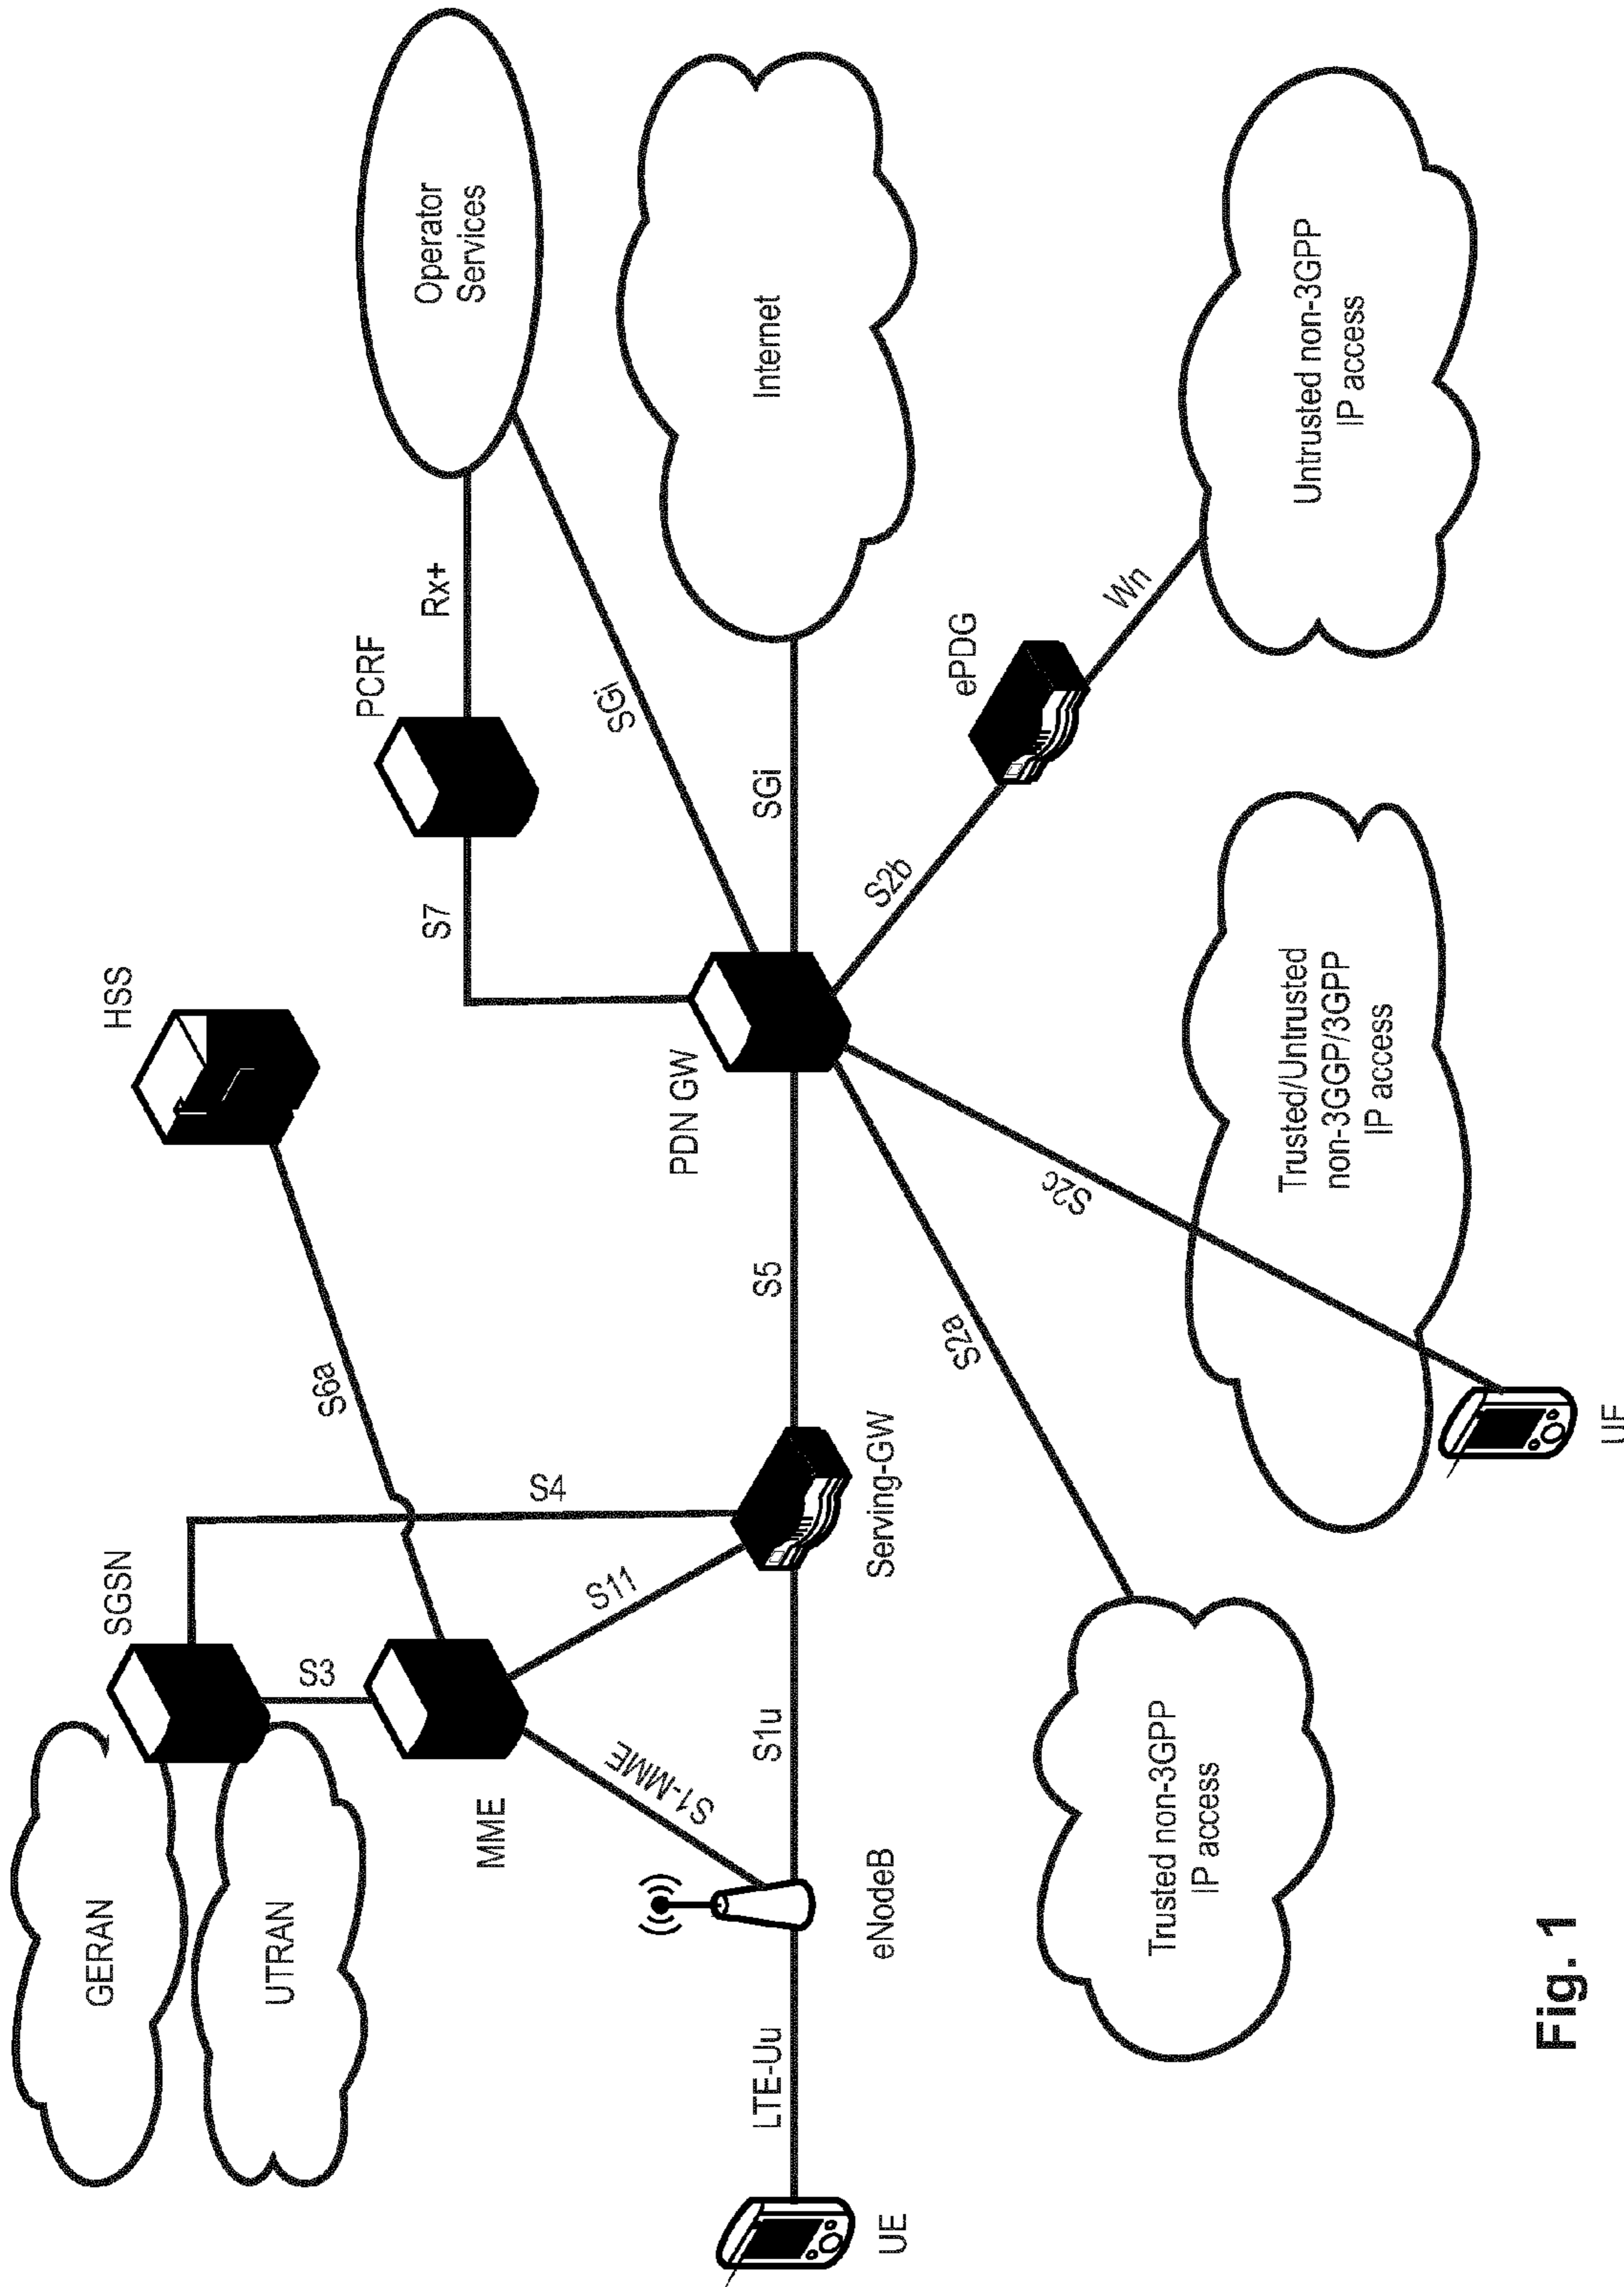 GERAN
UTRAN
SGSN
HSS
S3
S4
S6a
MME
S11
S1-MME
PCRF
S7
Rx+
Operator
Services
SGi
Internet
SGi
PDN GW
S5
Serving-GW
S1u
eNodeB
LTE-Uu
UE
S2a
S2c
S2b
ePDG
Wn
Trusted non-3GPP
IP access
Trusted/Untrusted
non-3GGP/3GPP
IP access
Untrusted non-3GPP
IP access
UE
Fig. 1